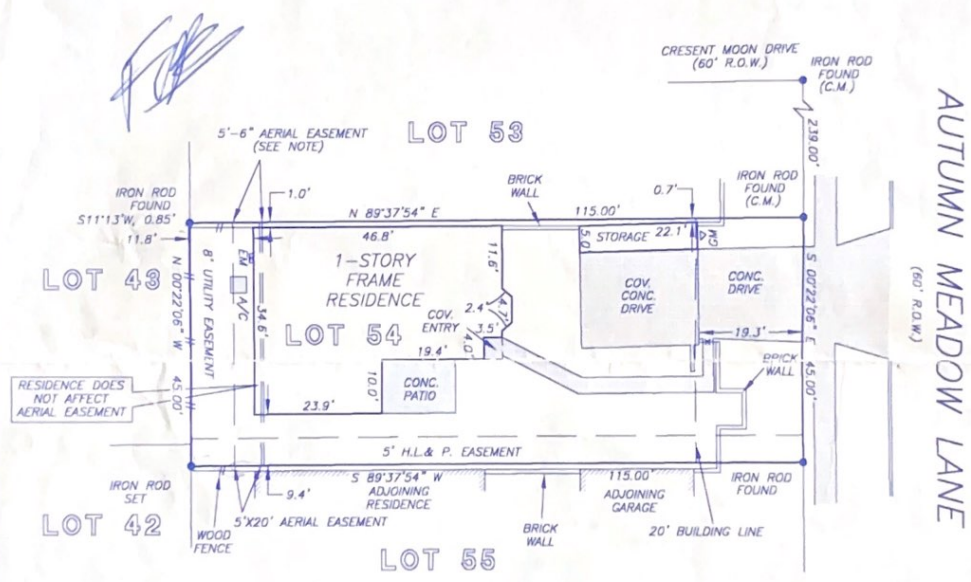 CRESENT MOON DRIVE
(60' R.O.W.)
IRON ROD
FOUND
(C.M.)
AUTUMN MEADOW LANE
(60' R.O.W.)
239.00'
LOT 53
5'-6" AERIAL EASEMENT
(SEE NOTE)
1.0'
BRICK
WALL
0.7'
IRON ROD
FOUND
(C.M.)
IRON ROD
FOUND
S11°13'W, 0.85'
N 89°37'54" E
115.00'
11.8'
46.8'
5.0
STORAGE
22.1'
GM
LOT 43
N 00°22'06" W
45.00'
8' UTILITY EASEMENT
EM
A/C
34.6'
1-STORY
FRAME
RESIDENCE
LOT 54
11.6'
2.4'
4.7'
COV.
ENTRY
3.5'
4.0'
COV.
CONC.
DRIVE
CONC.
DRIVE
S 00°22'06" E
45.00'
19.3'
BRICK
WALL
19.4'
10.0'
CONC.
PATIO
RESIDENCE DOES
NOT AFFECT
AERIAL EASEMENT
23.9'
5' H.L.& P. EASEMENT
S 89°37'54" W
115.00'
IRON ROD
SET
9.4'
ADJOINING
RESIDENCE
ADJOINING
GARAGE
IRON ROD
FOUND
LOT 42
WOOD
FENCE
5'X20' AERIAL EASEMENT
BRICK
WALL
20' BUILDING LINE
LOT 55